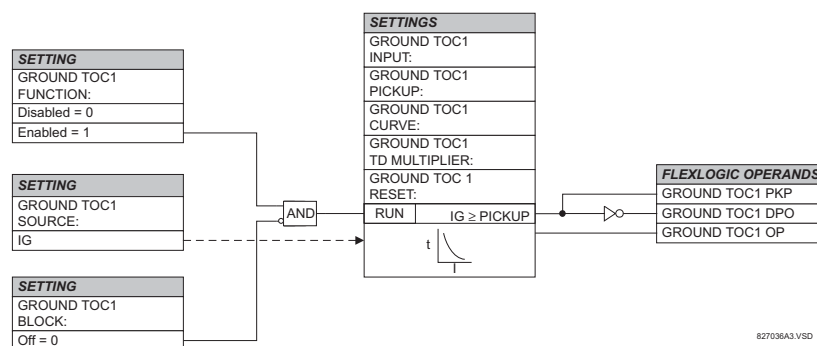 SETTING
GROUND TOC1
FUNCTION:
Disabled = 0
Enabled = 1
SETTING
GROUND TOC1
SOURCE:
IG
SETTING
GROUND TOC1
BLOCK:
Off = 0
AND
SETTINGS
GROUND TOC1
INPUT:
GROUND TOC1
PICKUP:
GROUND TOC1
CURVE:
GROUND TOC1
TD MULTIPLIER:
GROUND TOC 1
RESET:
RUN
IG ≥ PICKUP
t
I
FLEXLOGIC OPERANDS
GROUND TOC1 PKP
GROUND TOC1 DPO
GROUND TOC1 OP
827036A3.VSD